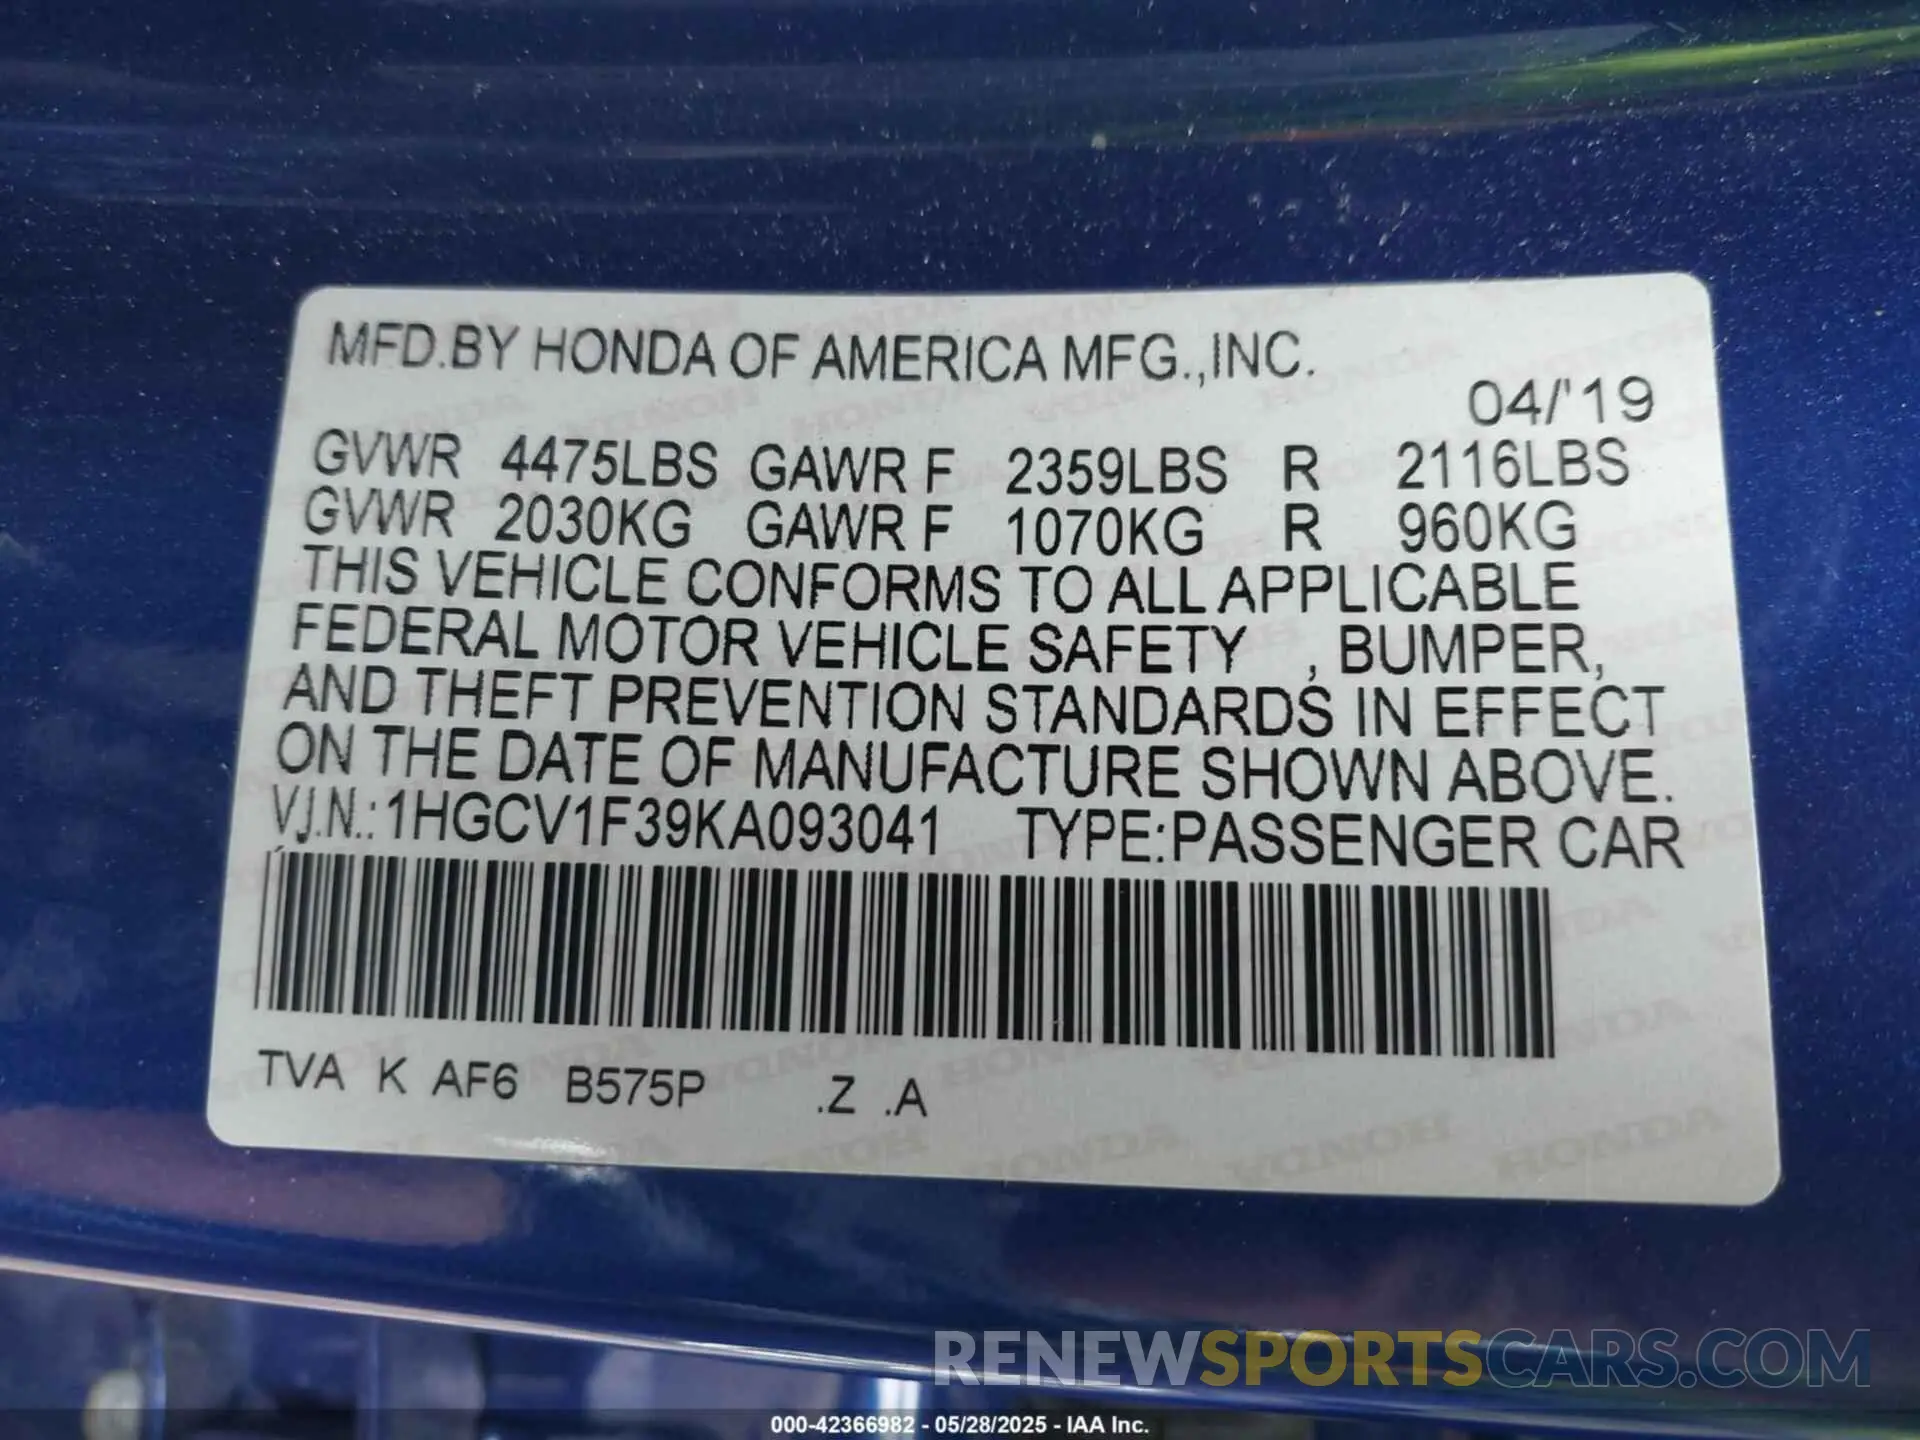 MFD.BY HONDA OF AMERICA MFG.,INC.
04/'19
GVWR 4475LBS GAWR F 2359LBS R 2116LBS
GVWR 2030KG GAWR F 1070KG R 960KG
THIS VEHICLE CONFORMS TO ALL APPLICABLE
FEDERAL MOTOR VEHICLE SAFETY , BUMPER,
AND THEFT PREVENTION STANDARDS IN EFFECT
ON THE DATE OF MANUFACTURE SHOWN ABOVE.
V.I.N.:1HGCV1F39KA093041 TYPE:PASSENGER CAR
TVA K AF6 B575P .Z .A
RENEWSPORTSCARS.COM
000-42366982 - 05/28/2025 - IAA Inc.